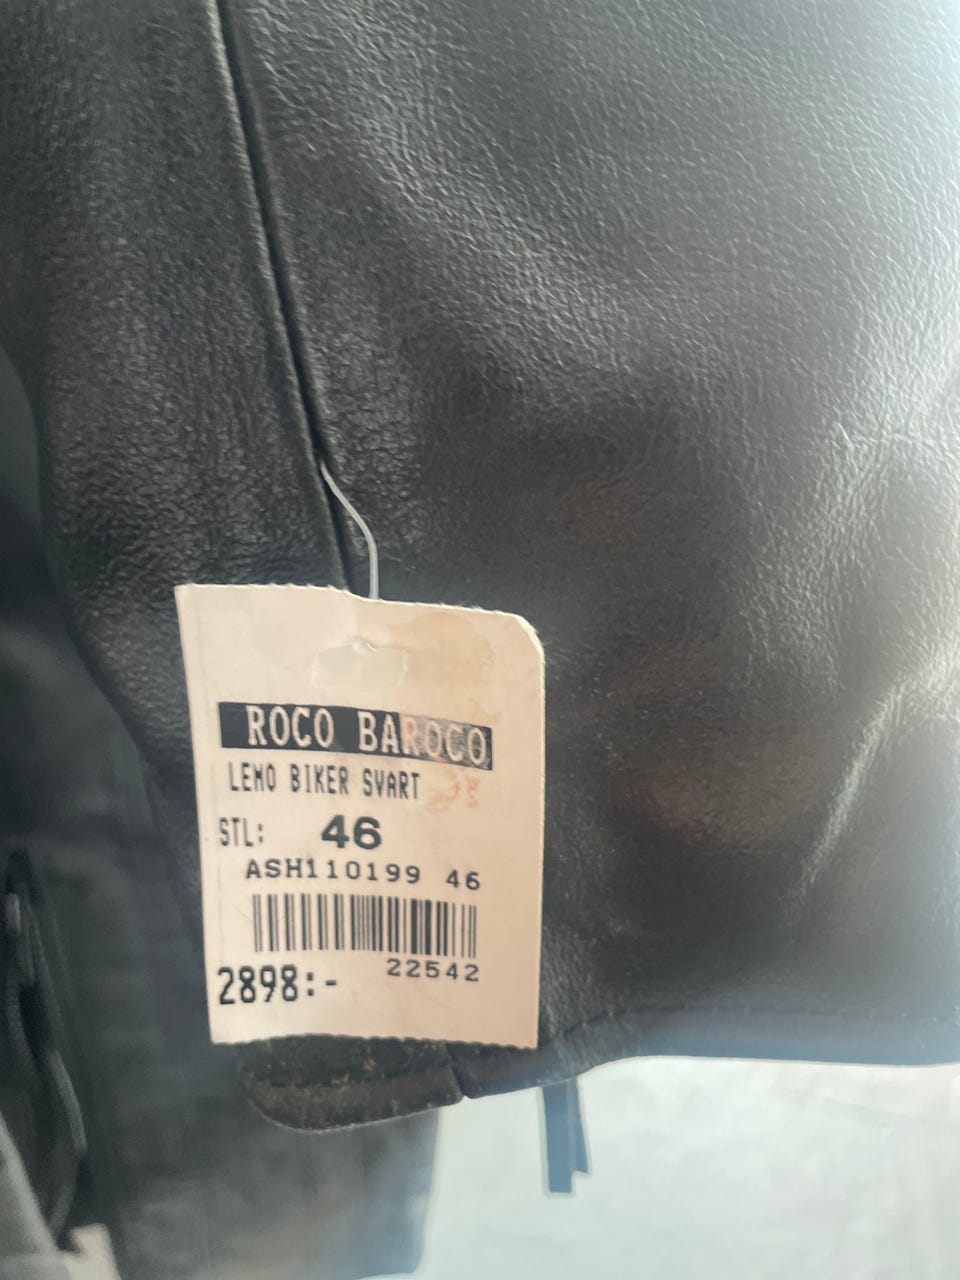 ROCO BAROCO
LEMO BIKER SVART
STL: 46
ASH110199 46
22542
2898:-